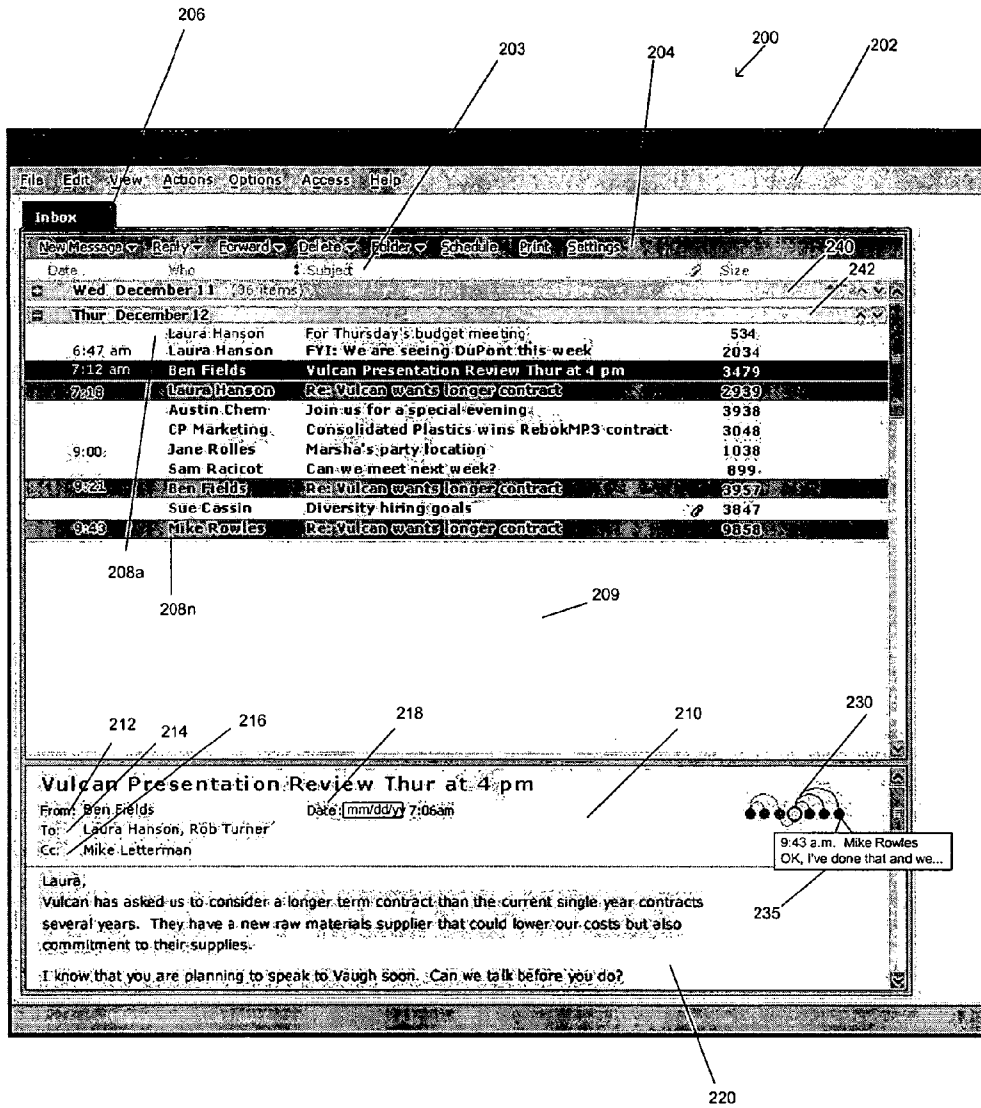 206
203
204
200
202
File Edit View Actions Options Access Help
Inbox
New Message Reply Forward Delete Folder Schedule Print Settings 240
Date Who Subject Size 242
Wed December 11 (36 items)
Thur December 12
Laura Hanson For Thursday's budget meeting 534
6:47 am Laura Hanson FYI: We are seeing DuPont this week 2034
7:12 am Ben Fields Vulcan Presentation Review Thur at 4 pm 3479
7:18 Laura Hanson Re: Vulcan wants longer contract 2939
Austin Chem Join us for a special evening 3938
CP Marketing Consolidated Plastics wins RebokMP3 contract 3048
9:00 Jane Rolles Marsha's party location 1038
Sam Racicot Can we meet next week? 899
9:21 Ben Fields Re: Vulcan wants longer contract 3957
Sue Cassin Diversity hiring goals 3847
9:43 Mike Rowles Re: Vulcan wants longer contract 9858
208a
208n
209
212
214
216
218
210
230
Vulcan Presentation Review Thur at 4 pm
From: Ben Fields Date: mm/dd/yy 7:06am
To: Laura Hanson, Rob Turner
Cc: Mike Letterman
9:43 a.m. Mike Rowles
OK, I've done that and we...
235
Laura,
Vulcan has asked us to consider a longer term contract than the current single year contracts
several years. They have a new raw materials supplier that could lower our costs but also
commitment to their supplies.
I know that you are planning to speak to Vaugh soon. Can we talk before you do?
220